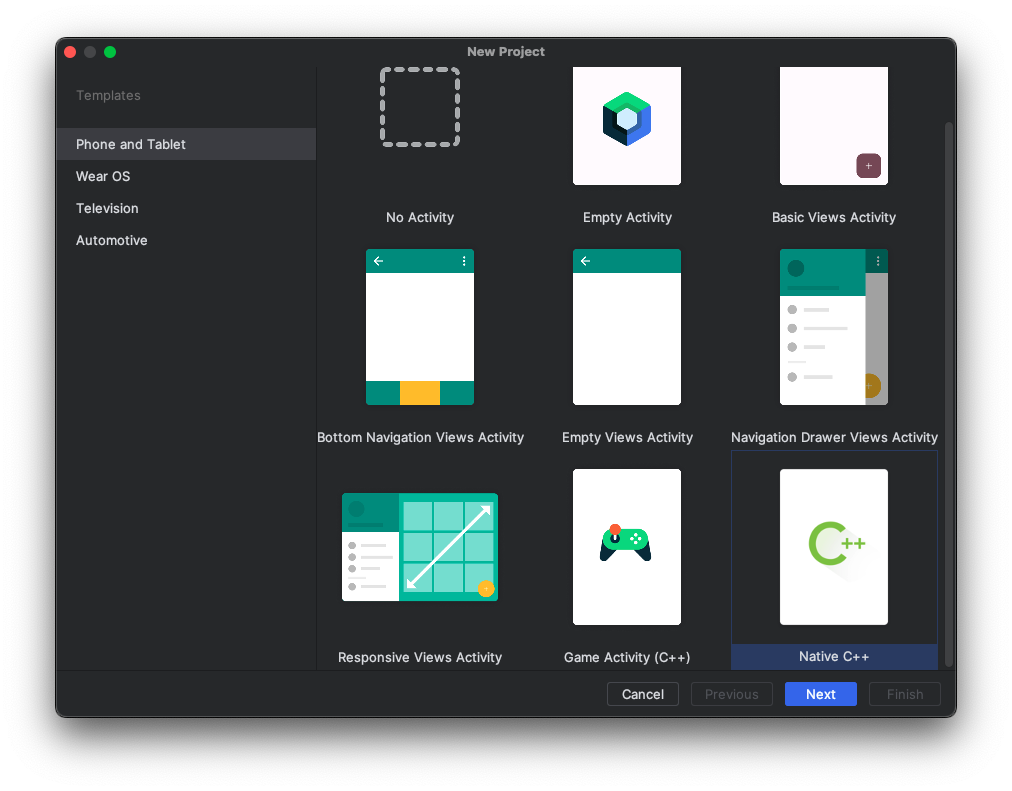 New Project
Templates
Phone and Tablet
Wear OS
Television
Automotive
No Activity
Empty Activity
Basic Views Activity
Bottom Navigation Views Activity
Empty Views Activity
Navigation Drawer Views Activity
C++
Responsive Views Activity
Game Activity (C++)
Native C++
Cancel
Previous
Next
Finish